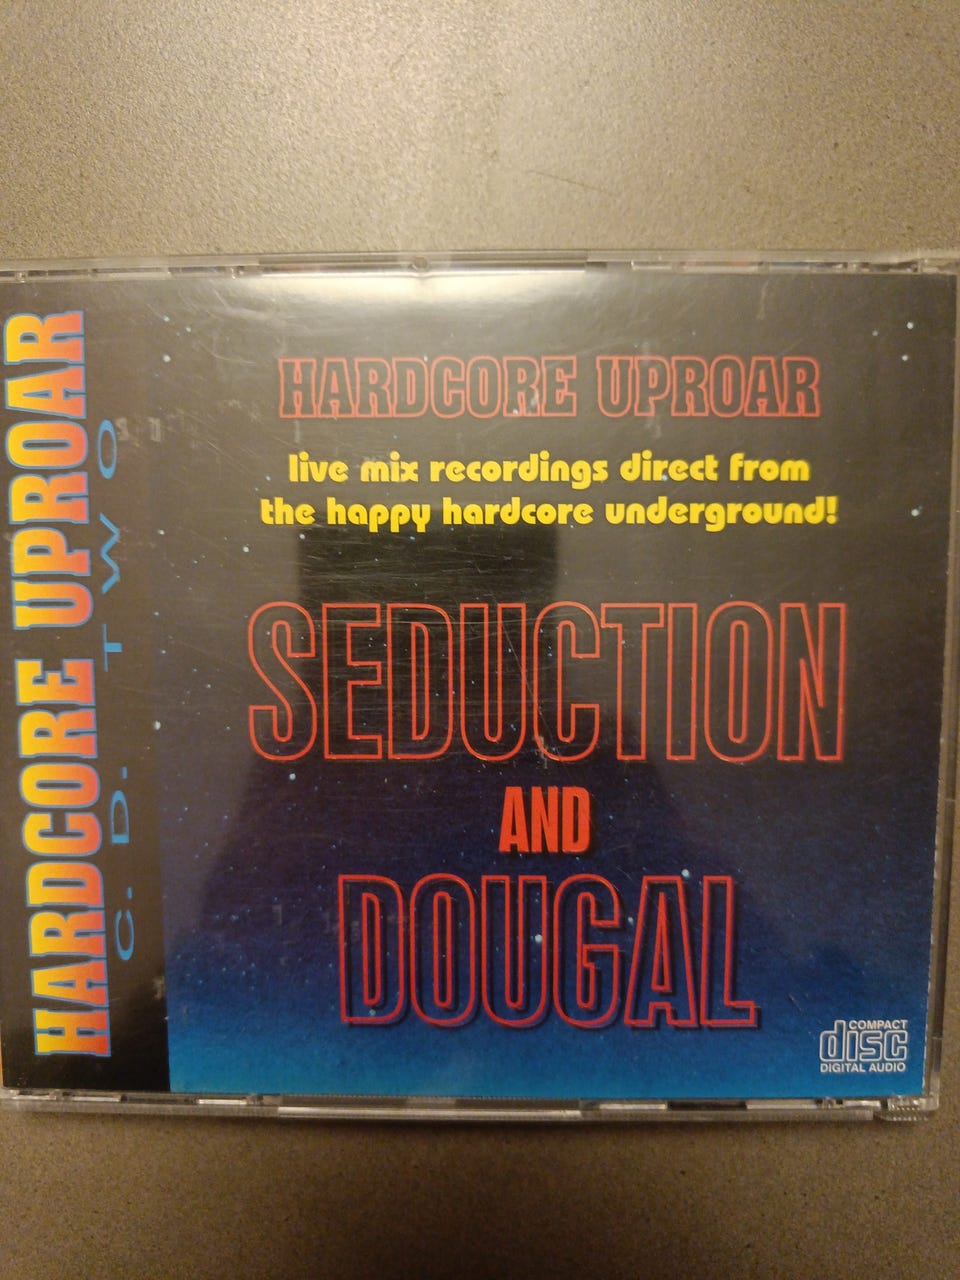 HARDCORE UPROAR
C.D. TWO
HARDCORE UPROAR
live mix recordings direct from
the happy hardcore underground!
SEDUCTION
AND
DOUGAL
COMPACT
disc
DIGITAL AUDIO